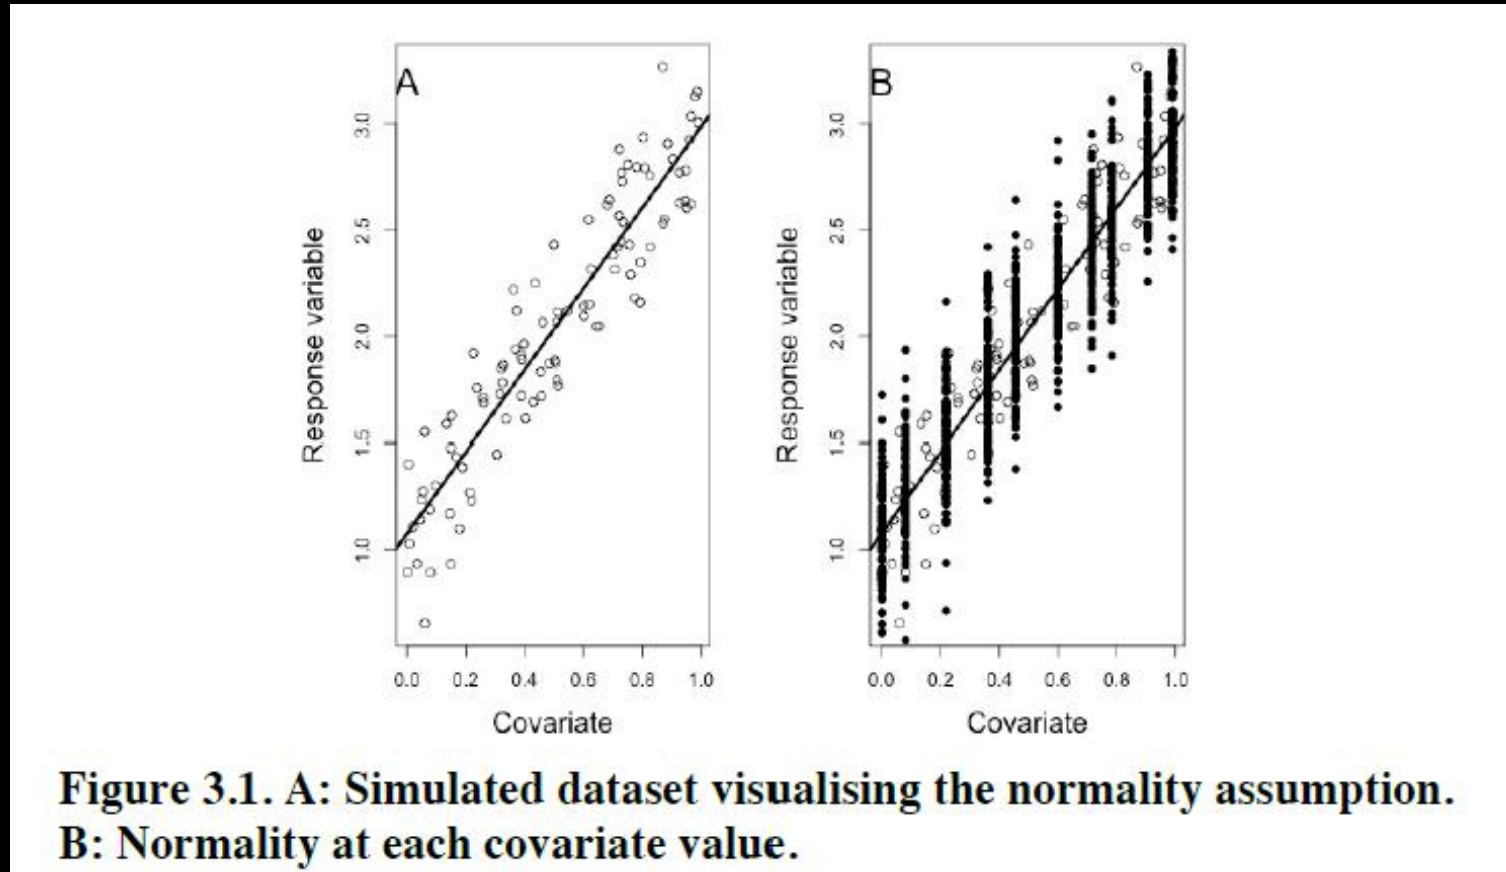 A
B
Response variable
3.0
2.5
2.0
1.5
1.0
0.0 0.2 0.4 0.6 0.8 1.0
Covariate
Response variable
3.0
2.5
2.0
1.5
1.0
0.0 0.2 0.4 0.6 0.8 1.0
Covariate
Figure 3.1. A: Simulated dataset visualising the normality assumption.
B: Normality at each covariate value.